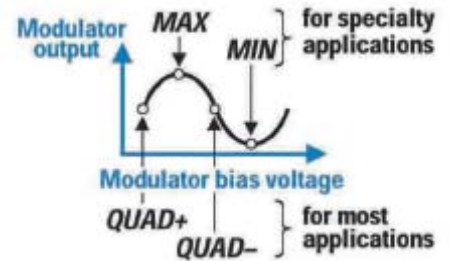 Modulator
output
MAX
MIN
for specialty
applications
Modulator bias voltage
QUAD+
QUAD–
for most
applications